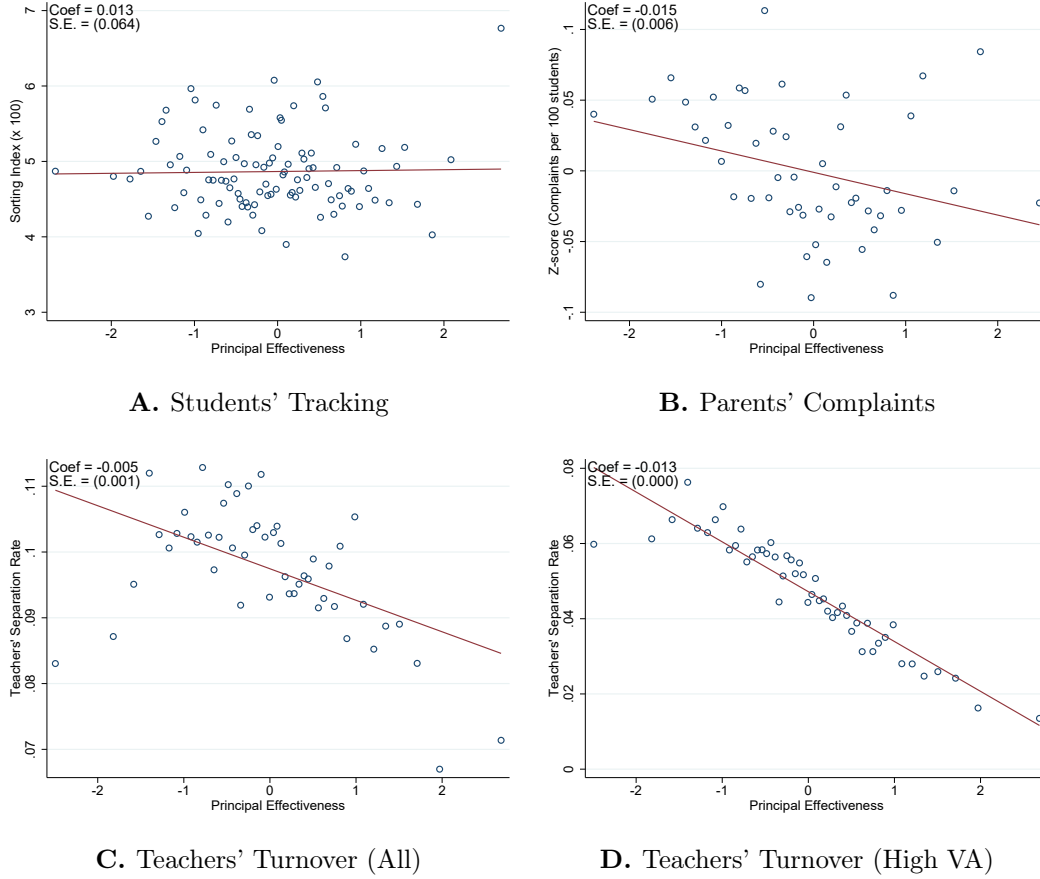 Coef = 0.013
S.E. = (0.064)
Sorting Index (x 100)
7
6
5
4
3
-2 -1 0 1 2
Principal Effectiveness
A. Students' Tracking
Coef = -0.015
S.E. = (0.006)
Z-score (Complaints per 100 students)
.1
.05
0
-.05
-.1
-2 -1 0 1 2
Principal Effectiveness
B. Parents' Complaints
Coef = -0.005
S.E. = (0.001)
Teachers' Separation Rate
.11
.1
.09
.08
.07
-2 -1 0 1 2
Principal Effectiveness
C. Teachers' Turnover (All)
Coef = -0.013
S.E. = (0.000)
Teachers' Separation Rate
.08
.06
.04
.02
0
-2 -1 0 1 2
Principal Effectiveness
D. Teachers' Turnover (High VA)